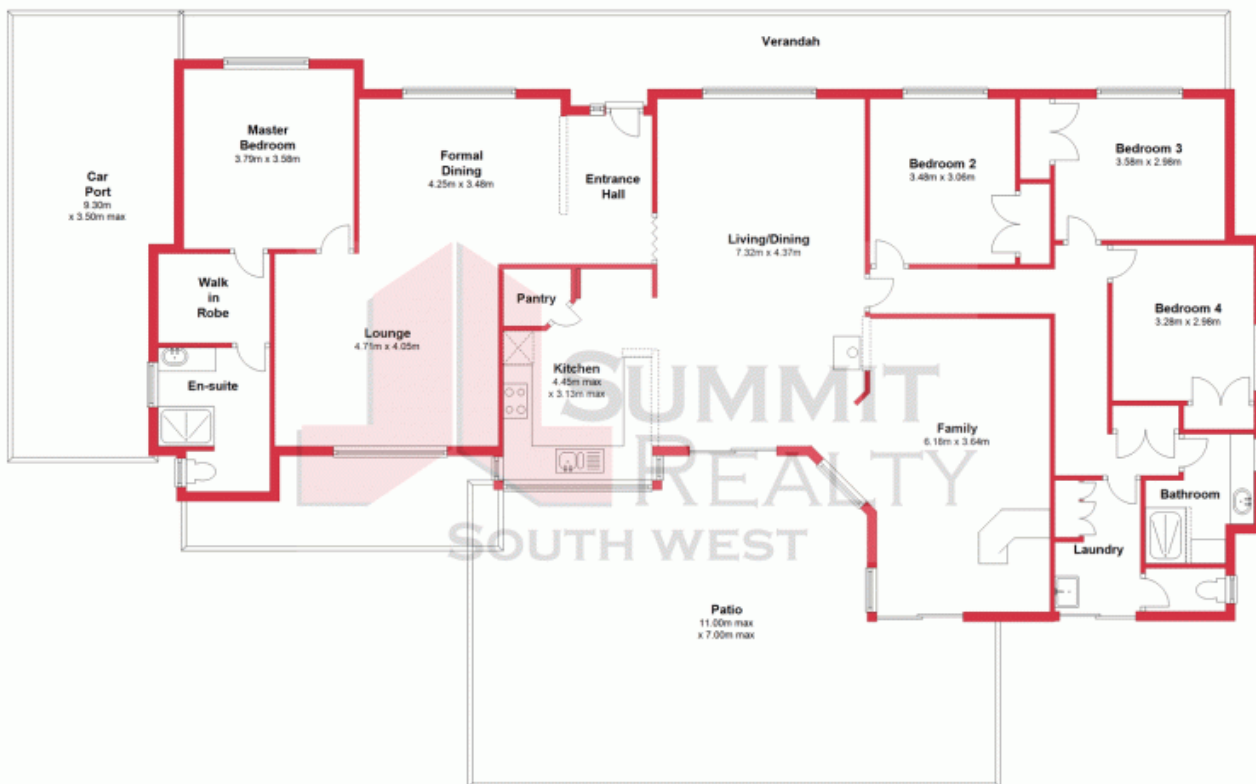 Verandah
Master
Bedroom
3.79m x 3.58m
Formal
Dining
4.25m x 3.48m
Entrance
Hall
Car
Port
9.30m
x 3.50m max
Living/Dining
7.32m x 4.37m
Bedroom 2
3.48m x 3.06m
Bedroom 3
3.58m x 2.98m
Walk
in
Robe
Pantry
Lounge
4.71m x 4.05m
En-suite
Kitchen
4.45m max
x 3.13m max
Bedroom 4
3.28m x 2.98m
Family
6.18m x 3.64m
Bathroom
Laundry
Patio
11.00m max
x 7.00m max
SUMMIT
REALTY
SOUTH WEST